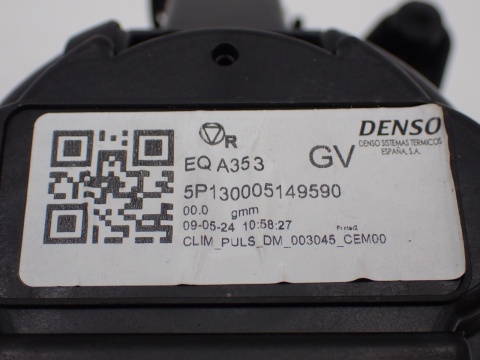 R
EQ A353
GV
DENSO
DENSO SISTEMAS TERMICOS
ESPAÑA, S.A.
5P130005149590
00.0 gmm
09-05-24 10:58:27
Printer2
CLIM_PULS_DM_003045_CEM00